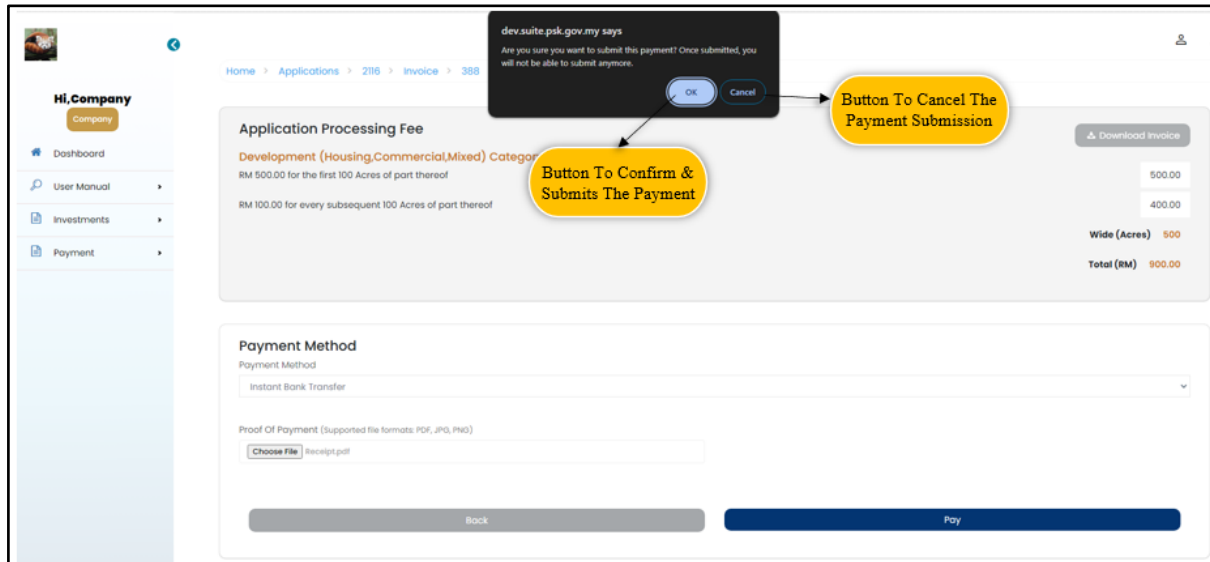 dev.suite.psk.gov.my says
Are you sure you want to submit this payment? Once submitted, you
will not be able to submit anymore.
OK
Cancel
Home > Applications > 2116 > Invoice > 388
Hi,Company
Company
Dashboard
User Manual
Investments
Payment
Button To Cancel The
Payment Submission
Application Processing Fee
Download Invoice
Development (Housing,Commercial,Mixed) Categor
Button To Confirm &
Submits The Payment
RM 500.00 for the first 100 Acres of part thereof
500.00
RM 100.00 for every subsequent 100 Acres of part thereof
400.00
Wide (Acres) 500
Total (RM) 900.00
Payment Method
Payment Method
Instant Bank Transfer
Proof Of Payment (Supported file formats: PDF, JPG, PNG)
Choose File Receipt.pdf
Back
Pay